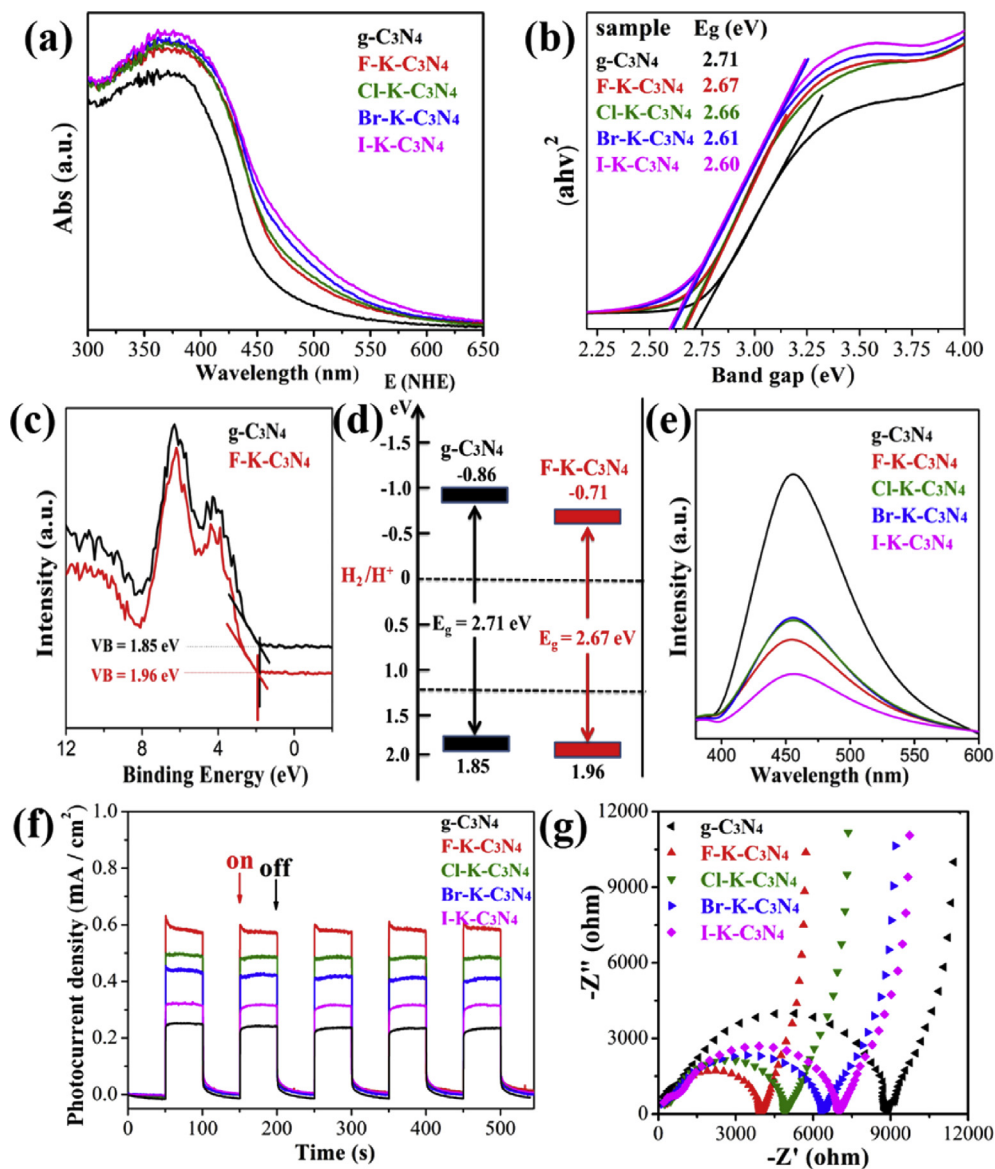 (a)
g-C₃N₄
F-K-C₃N₄
Cl-K-C₃N₄
Br-K-C₃N₄
I-K-C₃N₄
Abs (a.u.)
300 350 400 450 500 550 600 650
Wavelength (nm)
(b)
sample Eg (eV)
g-C₃N₄ 2.71
F-K-C₃N₄ 2.67
Cl-K-C₃N₄ 2.66
Br-K-C₃N₄ 2.61
I-K-C₃N₄ 2.60
(ahv)²
2.25 2.50 2.75 3.00 3.25 3.50 3.75 4.00
Band gap (eV)
(c)
g-C₃N₄
F-K-C₃N₄
Intensity (a.u.)
VB = 1.85 eV
VB = 1.96 eV
12 8 4 0
Binding Energy (eV)
E (NHE)
eV
(d)
g-C₃N₄
-0.86
F-K-C₃N₄
-0.71
-1.5
-1.0
-0.5
H₂/H⁺
0
0.5
1.0
1.5
2.0
Eg = 2.71 eV
Eg = 2.67 eV
1.85
1.96
(e)
g-C₃N₄
F-K-C₃N₄
Cl-K-C₃N₄
Br-K-C₃N₄
I-K-C₃N₄
Intensity (a.u.)
400 450 500 550 600
Wavelength (nm)
(f)
g-C₃N₄
F-K-C₃N₄
Cl-K-C₃N₄
Br-K-C₃N₄
I-K-C₃N₄
on
off
Photocurrent density (mA / cm²)
1.0
0.8
0.6
0.4
0.2
0.0
0 100 200 300 400 500
Time (s)
(g)
g-C₃N₄
F-K-C₃N₄
Cl-K-C₃N₄
Br-K-C₃N₄
I-K-C₃N₄
-Z'' (ohm)
12000
9000
6000
3000
0
0 3000 6000 9000 12000
-Z' (ohm)